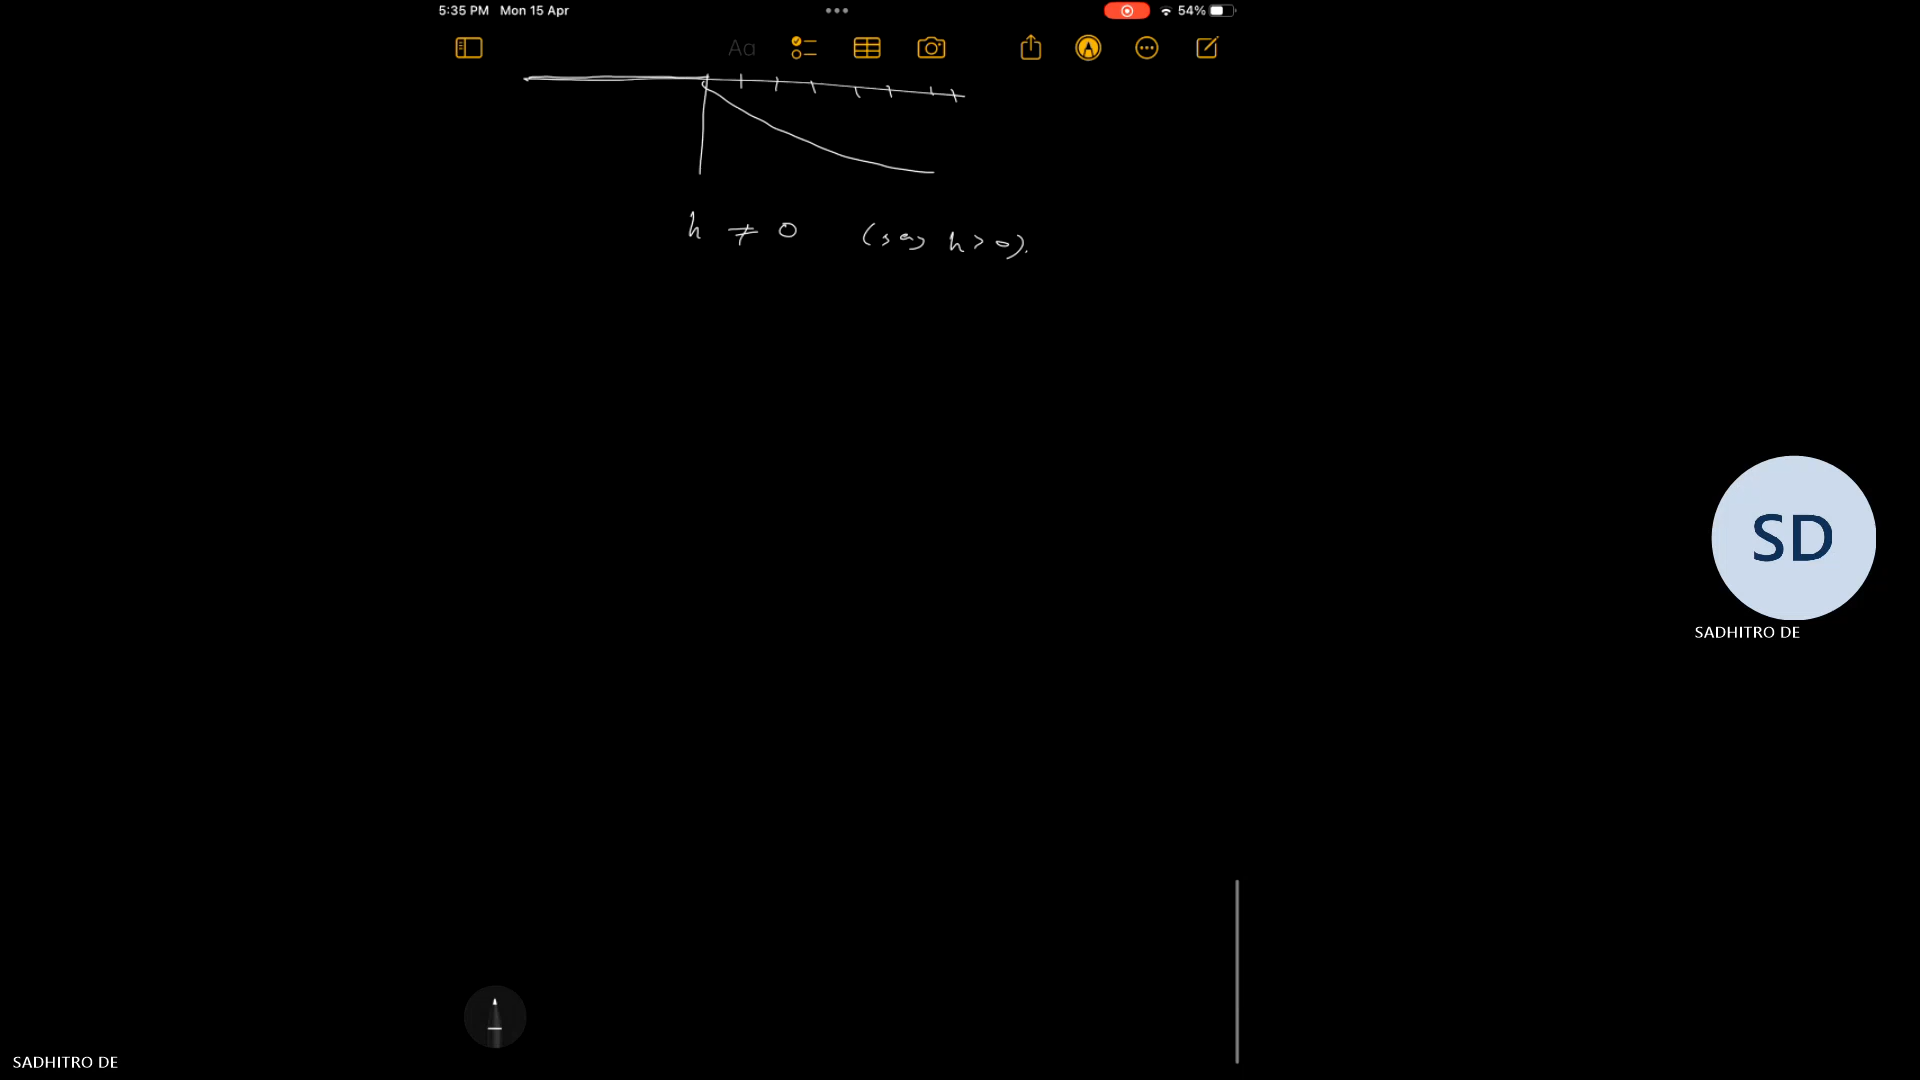 5:35 PM Mon 15 Apr
54%
Aa
h ≠ 0 (say h > 0).
SD
SADHITRO DE
SADHITRO DE